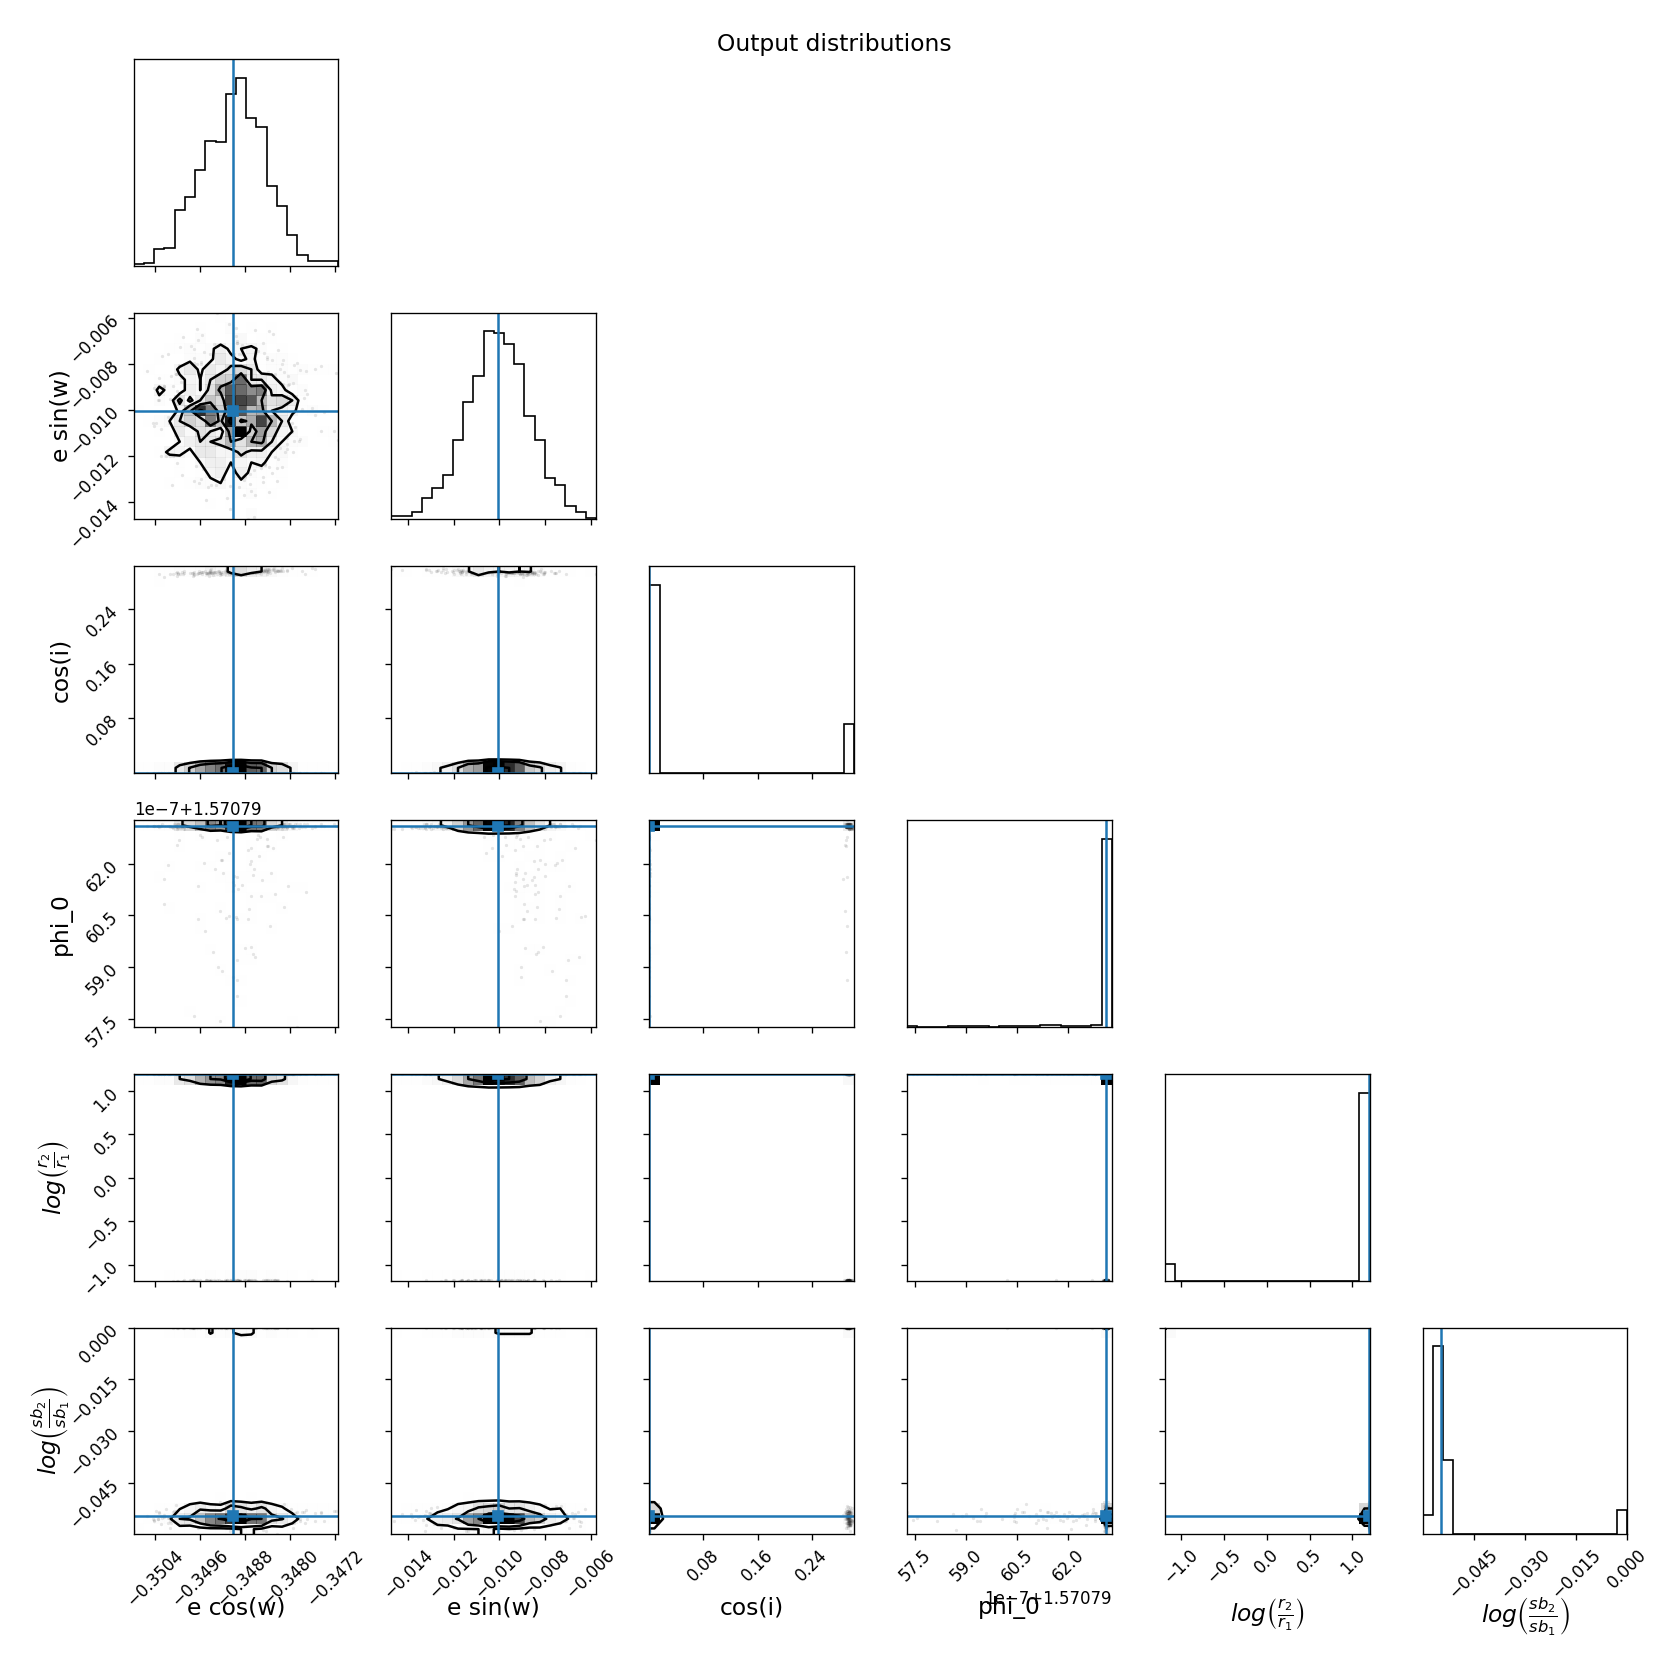 Output distributions
e sin(w)
−0.006
−0.008
−0.010
−0.012
−0.014
cos(i)
0.24
0.16
0.08
1e−7+1.57079
phi_0
62.0
60.5
59.0
57.5
log(r₂/r₁)
1.0
0.5
0.0
−0.5
−1.0
log(sb₂/sb₁)
0.000
−0.015
−0.030
−0.045
−0.3504 −0.3496 −0.3488 −0.3480 −0.3472
e cos(w)
−0.014 −0.012 −0.010 −0.008 −0.006
e sin(w)
0.08 0.16 0.24
cos(i)
57.5 59.0 60.5 62.0
1e−7+1.57079
phi_0
−1.0 −0.5 0.0 0.5 1.0
log(r₂/r₁)
−0.045 −0.030 −0.015 0.000
log(sb₂/sb₁)